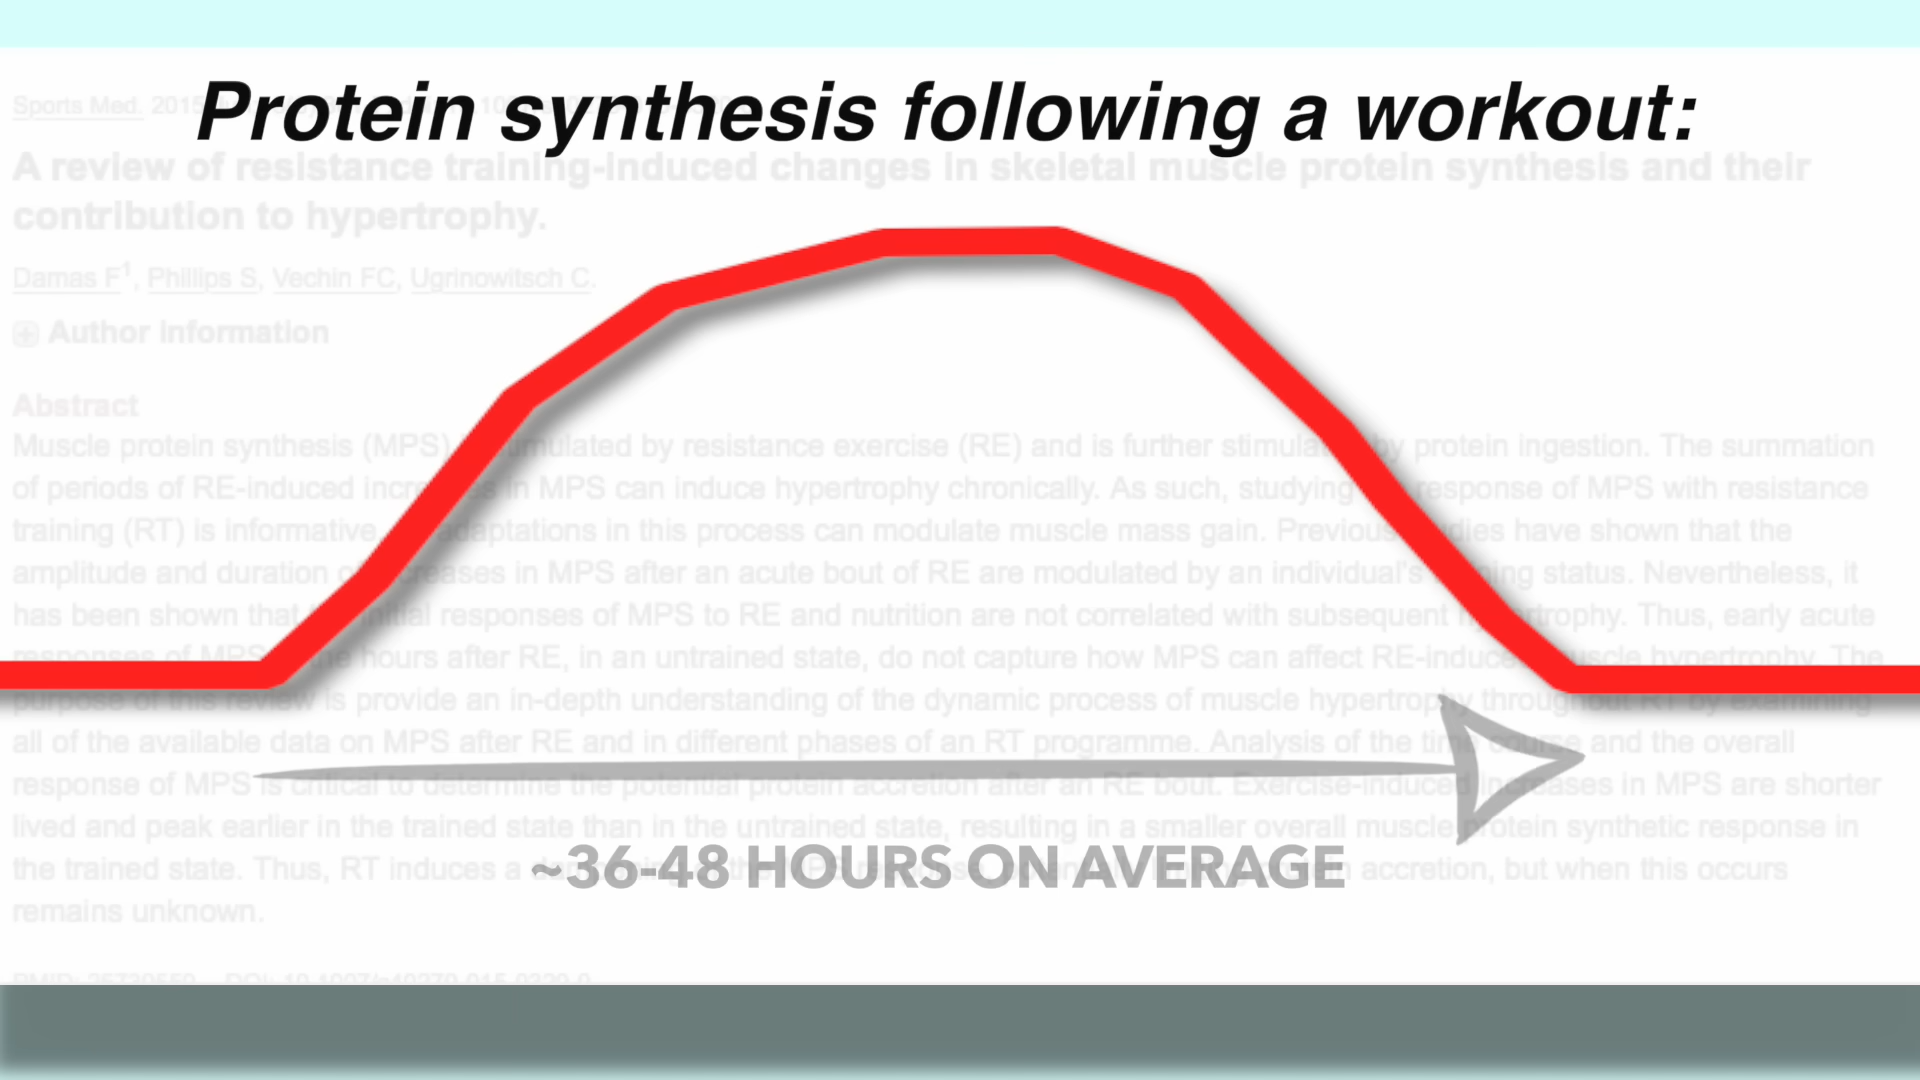 Protein synthesis following a workout:
Sports Med. 2015
A review of resistance training-induced changes in skeletal muscle protein synthesis and their
contribution to hypertrophy.
Damas F1, Phillips S, Vechin FC, Ugrinowitsch C.
Author information
Abstract
Muscle protein synthesis (MPS) stimulated by resistance exercise (RE) and is further stimulated by protein ingestion. The summation
of periods of RE-induced increases in MPS can induce hypertrophy chronically. As such, studying response of MPS with resistance
training (RT) is informative, adaptations in this process can modulate muscle mass gain. Previous studies have shown that the
amplitude and duration of increases in MPS after an acute bout of RE are modulated by an individual's training status. Nevertheless, it
has been shown that initial responses of MPS to RE and nutrition are not correlated with subsequent hypertrophy. Thus, early acute
responses of MPS the hours after RE, in an untrained state, do not capture how MPS can affect RE-induced muscle hypertrophy. The
purpose of this review is provide an in-depth understanding of the dynamic process of muscle hypertrophy throughout RT by examining
all of the available data on MPS after RE and in different phases of an RT programme. Analysis of the time course and the overall
response of MPS is critical to determine the potential protein accretion after an RE bout. Exercise-induced increases in MPS are shorter
lived and peak earlier in the trained state than in the untrained state, resulting in a smaller overall muscle protein synthetic response in
the trained state. Thus, RT induces a the MPS accretion, but when this occurs
~36-48 HOURS ON AVERAGE
remains unknown.